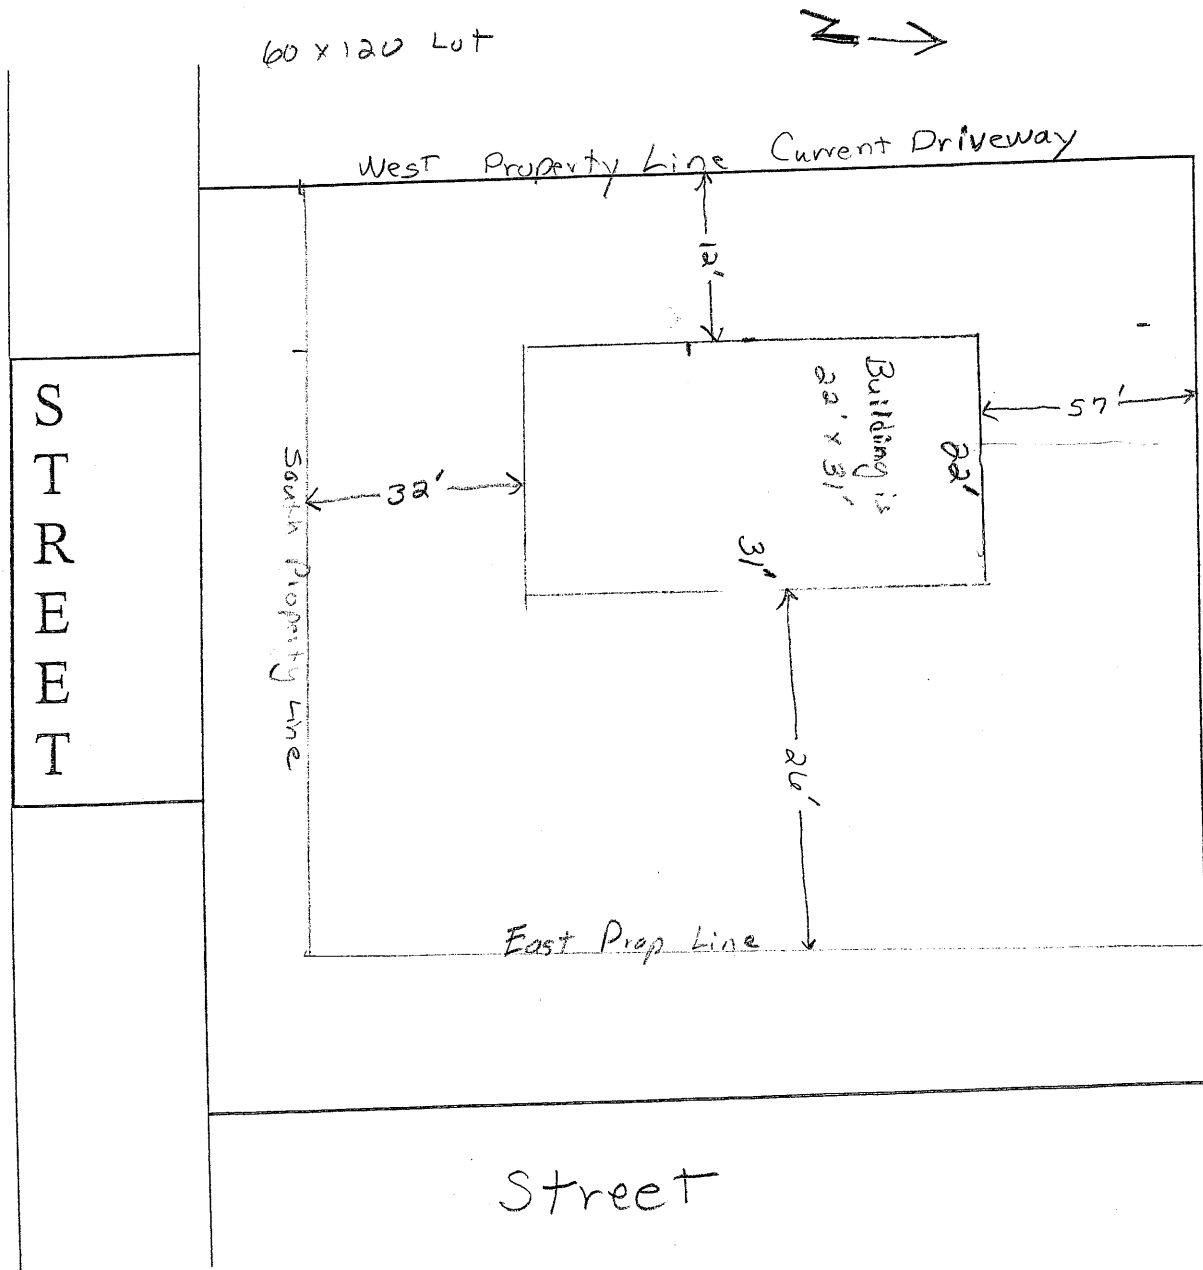 60 x 120 Lot
N
West Property Line Current Driveway
12'
Building is
22' x 31'
57'
22'
STREET
South Property Line
32'
31"
26'
East Prop Line
Street